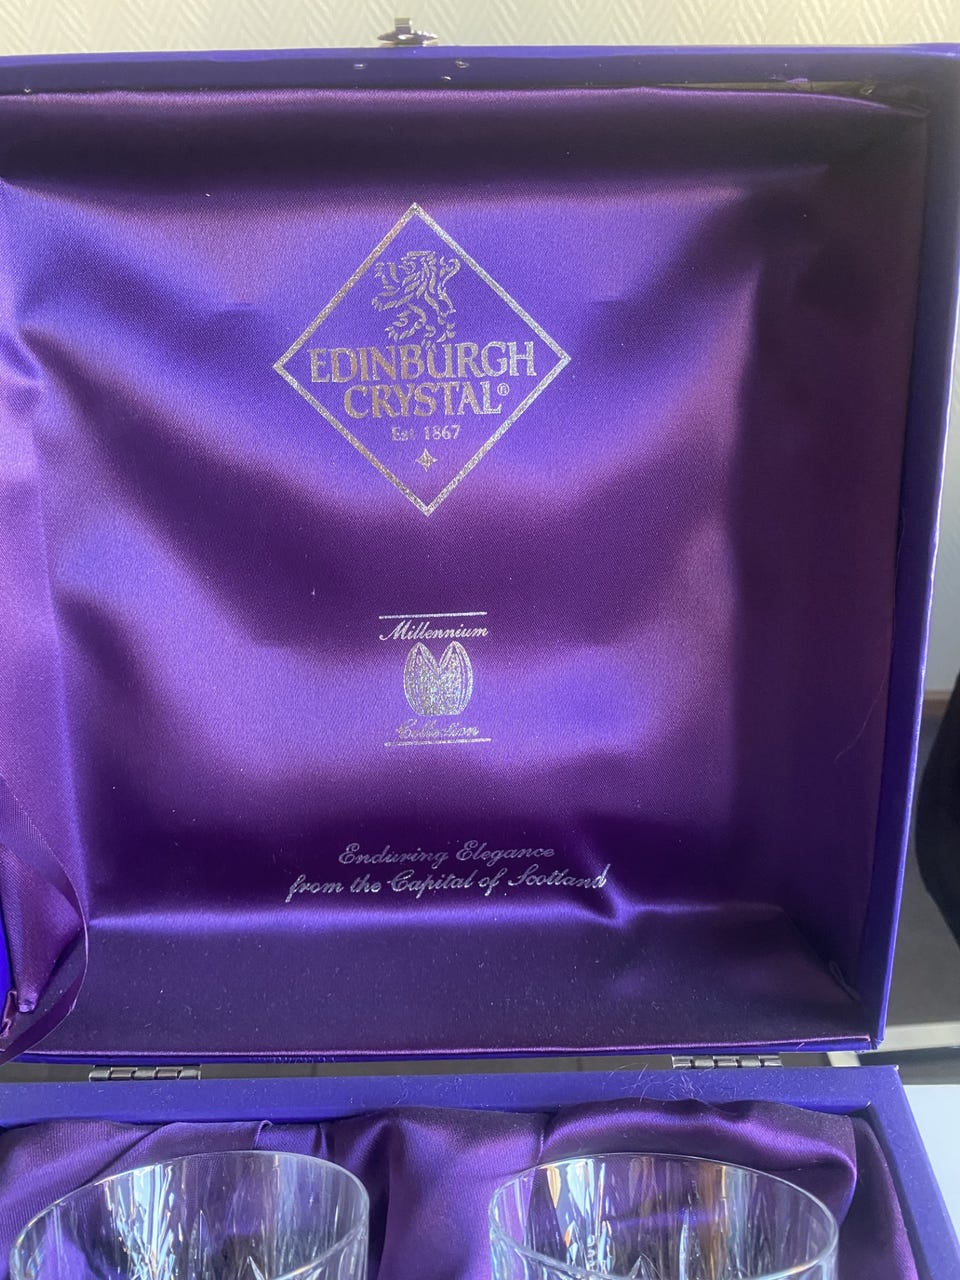 EDINBURGH
CRYSTAL®
Est 1867
Millennium
Collection
Enduring Elegance
from the Capital of Scotland